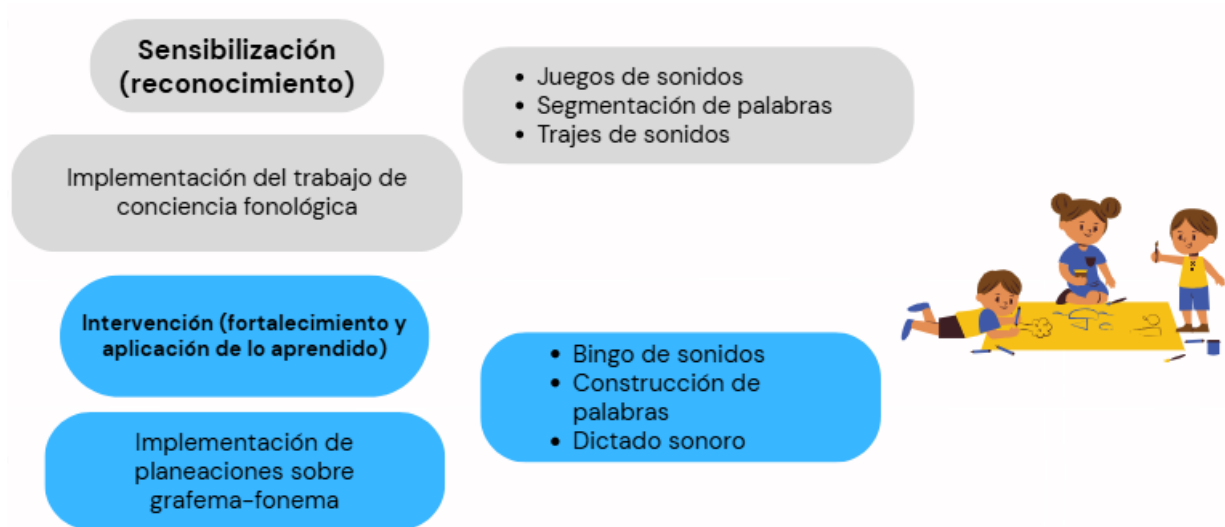 Sensibilización
(reconocimiento)
• Juegos de sonidos
• Segmentación de palabras
• Trajes de sonidos
Implementación del trabajo de
conciencia fonológica
Intervención (fortalecimiento y
aplicación de lo aprendido)
• Bingo de sonidos
• Construcción de
palabras
• Dictado sonoro
Implementación de
planeaciones sobre
grafema-fonema